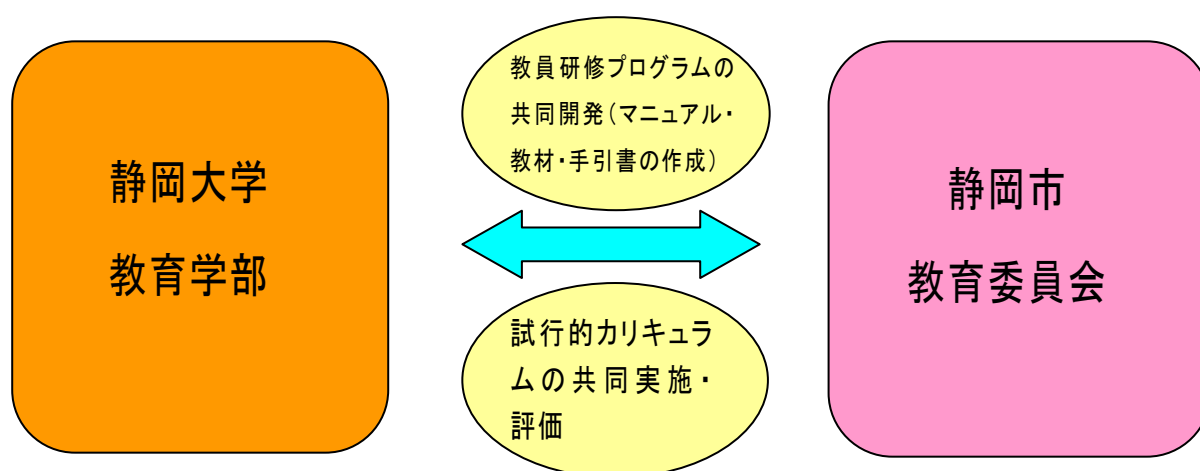 静岡大学
教育学部
教員研修プログラムの
共同開発(マニュアル・
教材・手引書の作成)
試行的カリキュラ
ムの共同実施・
評価
静岡市
教育委員会